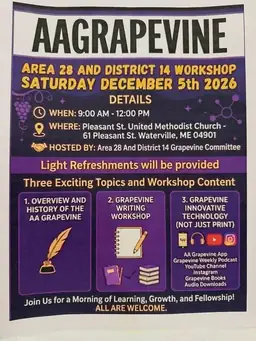 AAGRAPEVINE
AREA 28 AND DISTRICT 14 WORKSHOP
SATURDAY DECEMBER 5th 2026
DETAILS
WHEN: 9:00 AM - 12:00 PM
WHERE: Pleasant St. United Methodist Church -
61 Pleasant St. Waterville, ME 04901
HOSTED BY: Area 28 And District 14 Grapevine Committee
Light Refreshments will be provided
Three Exciting Topics and Workshop Content
1. OVERVIEW AND
HISTORY OF THE
AA GRAPEVINE
2. GRAPEVINE
WRITING
WORKSHOP
3. GRAPEVINE
INNOVATIVE
TECHNOLOGY
(NOT JUST PRINT)
AA Grapevine App
Grapevine Weekly Podcast
YouTube Channel
Instagram
Grapevine Books
Audio Downloads
Join Us for a Morning of Learning, Growth, and Fellowship!
ALL ARE WELCOME.